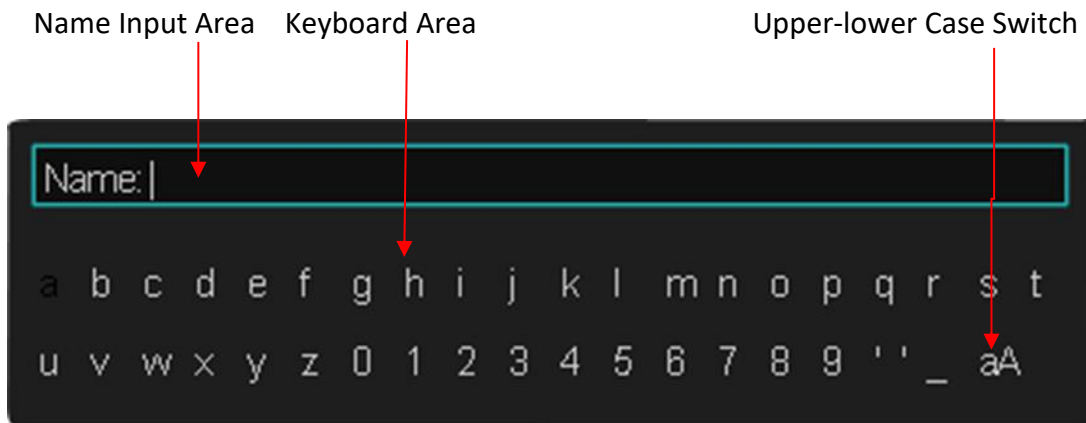 Name Input Area Keyboard Area Upper-lower Case Switch
Name:
a b c d e f g h i j k l m n o p q r s t
u v w x y z 0 1 2 3 4 5 6 7 8 9 ' ' _ aA